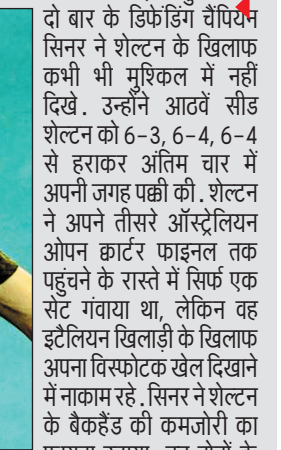 दो बार के डिफेंडिंग चैंपियन
सिनर ने शेल्टन के खिलाफ
कभी भी मुश्किल में नहीं
दिखे. उन्होंने आठवें सीड
शेल्टन को 6-3, 6-4, 6-4
से हराकर अंतिम चार में
अपनी जगह पक्की की. शेल्टन
ने अपने तीसरे ऑस्ट्रेलियन
ओपन क्वार्टर फाइनल तक
पहुंचने के रास्ते में सिर्फ एक
सेट गंवाया था, लेकिन वह
इटैलियन खिलाड़ी के खिलाफ
अपना विस्फोटक खेल दिखाने
में नाकाम रहे. सिनर ने शेल्टन
के बैकहैंड की कमजोरी का